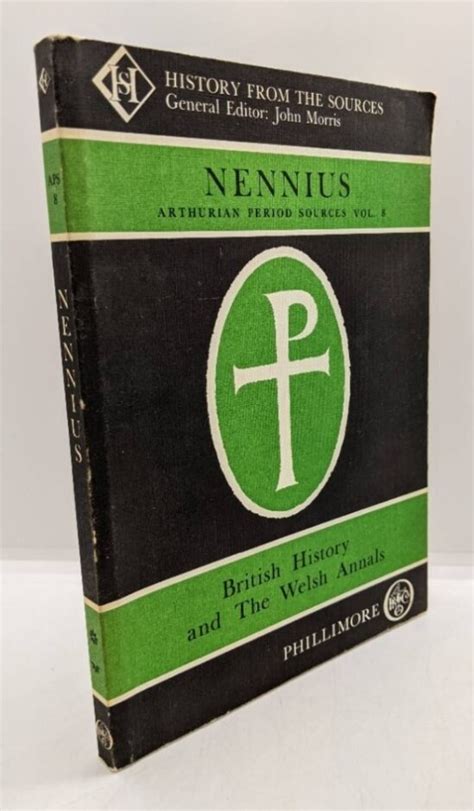 HISTORY FROM THE SOURCES
General Editor: John Morris
NENNIUS
ARTHURIAN PERIOD SOURCES VOL. 8
British History
and The Welsh Annals
PHILLIMORE
APS
8
NENNIUS